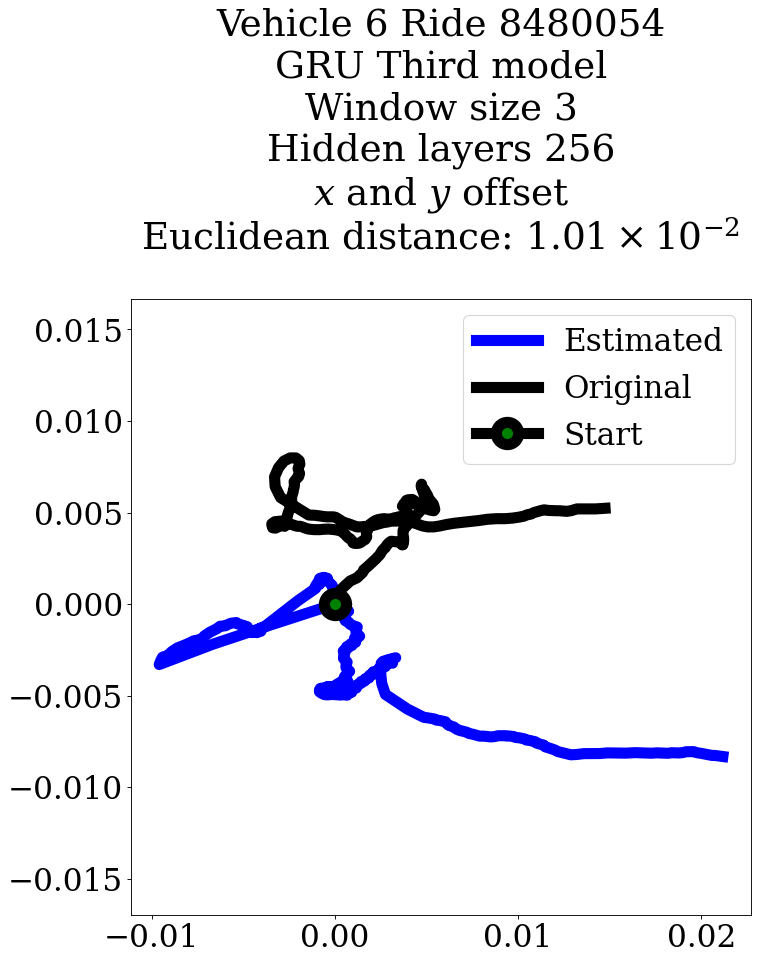 Vehicle 6 Ride 8480054
GRU Third model
Window size 3
Hidden layers 256
x and y offset
Euclidean distance: 1.01 × 10⁻²
Estimated
Original
Start
0.015
0.010
0.005
0.000
−0.005
−0.010
−0.015
−0.01 0.00 0.01 0.02